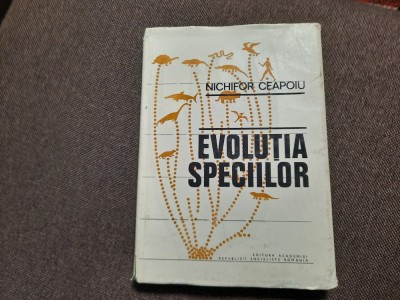 NICHIFOR CEAPOIU
EVOLUȚIA
SPECIILOR
EDITURA ACADEMIEI
REPUBLICII SOCIALISTE ROMÂNIA